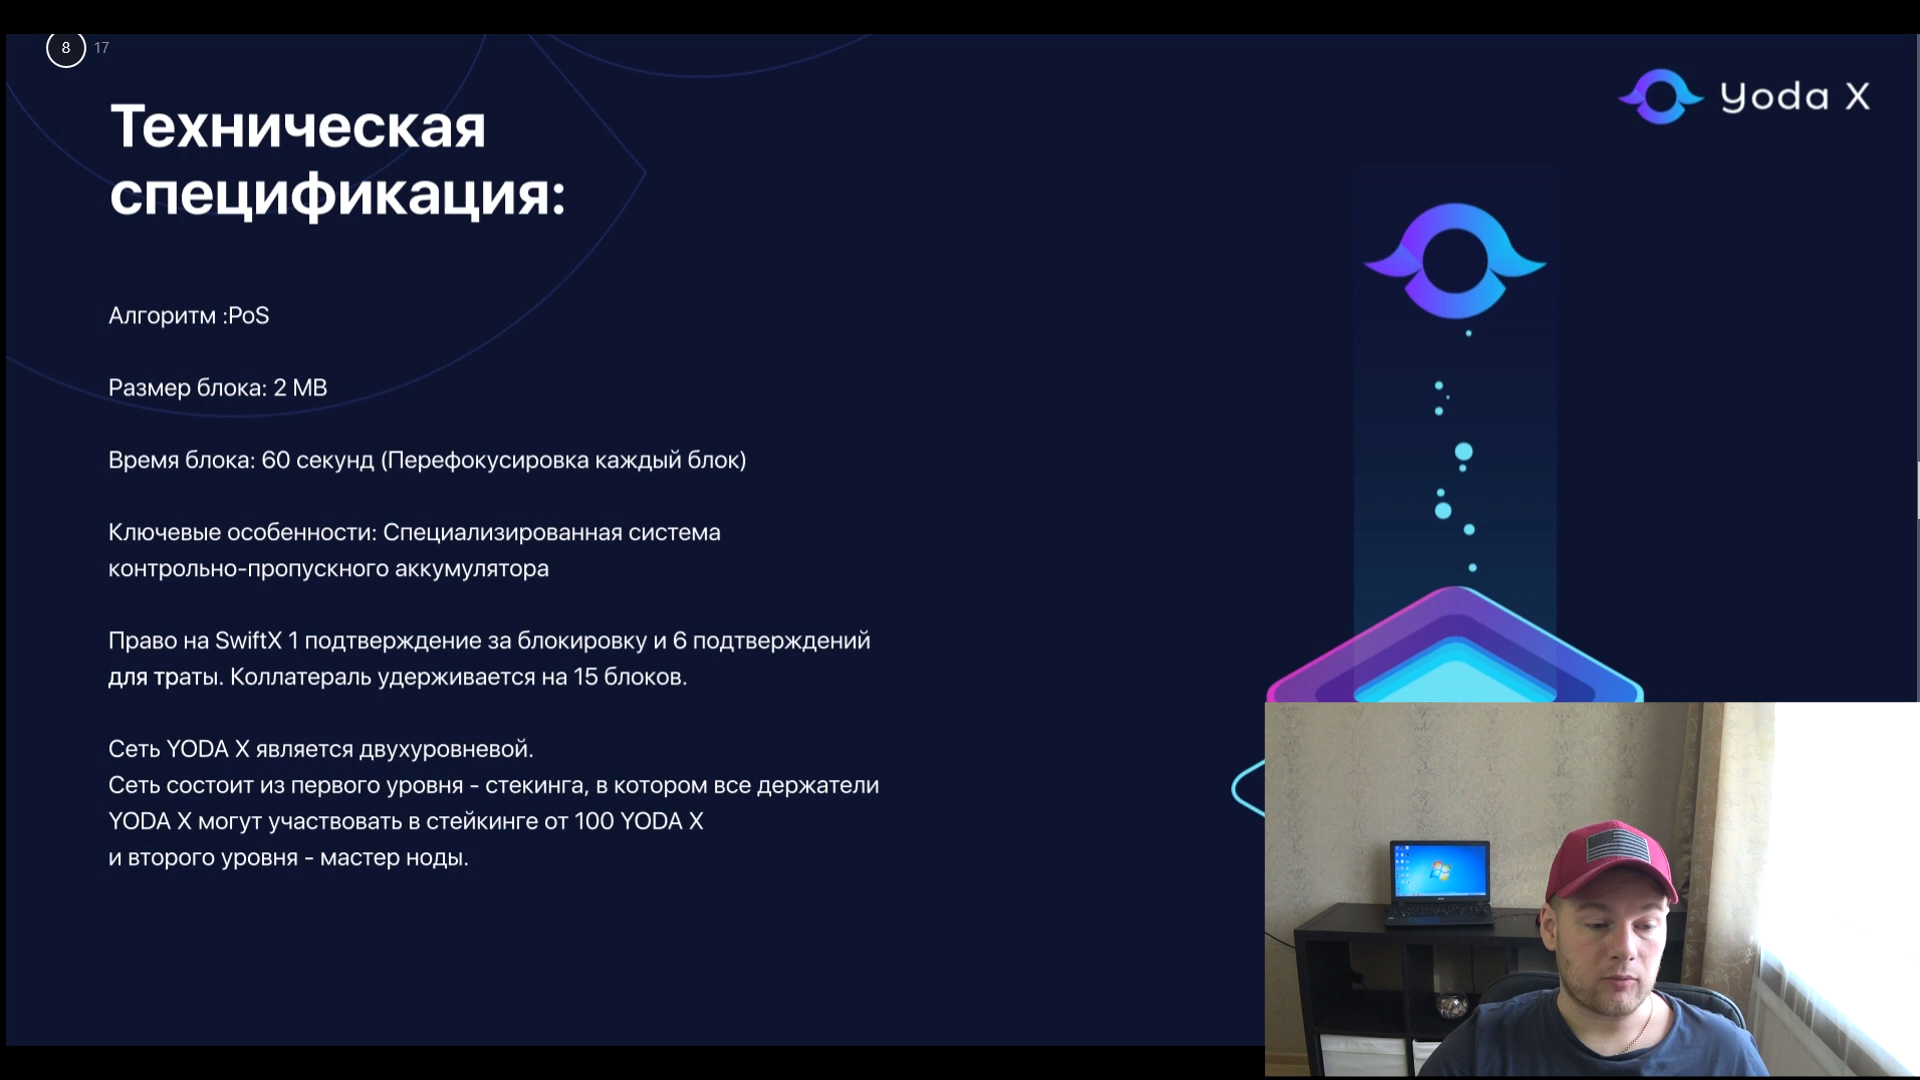 8 17
Yoda X
Техническая
спецификация:
Алгоритм :PoS
Размер блока: 2 MB
Время блока: 60 секунд (Перефокусировка каждый блок)
Ключевые особенности: Специализированная система
контрольно-пропускного аккумулятора
Право на SwiftX 1 подтверждение за блокировку и 6 подтверждений
для траты. Коллатераль удерживается на 15 блоков.
Сеть YODA X является двухуровневой.
Сеть состоит из первого уровня - стекинга, в котором все держатели
YODA X могут участвовать в стейкинге от 100 YODA X
и второго уровня - мастер ноды.